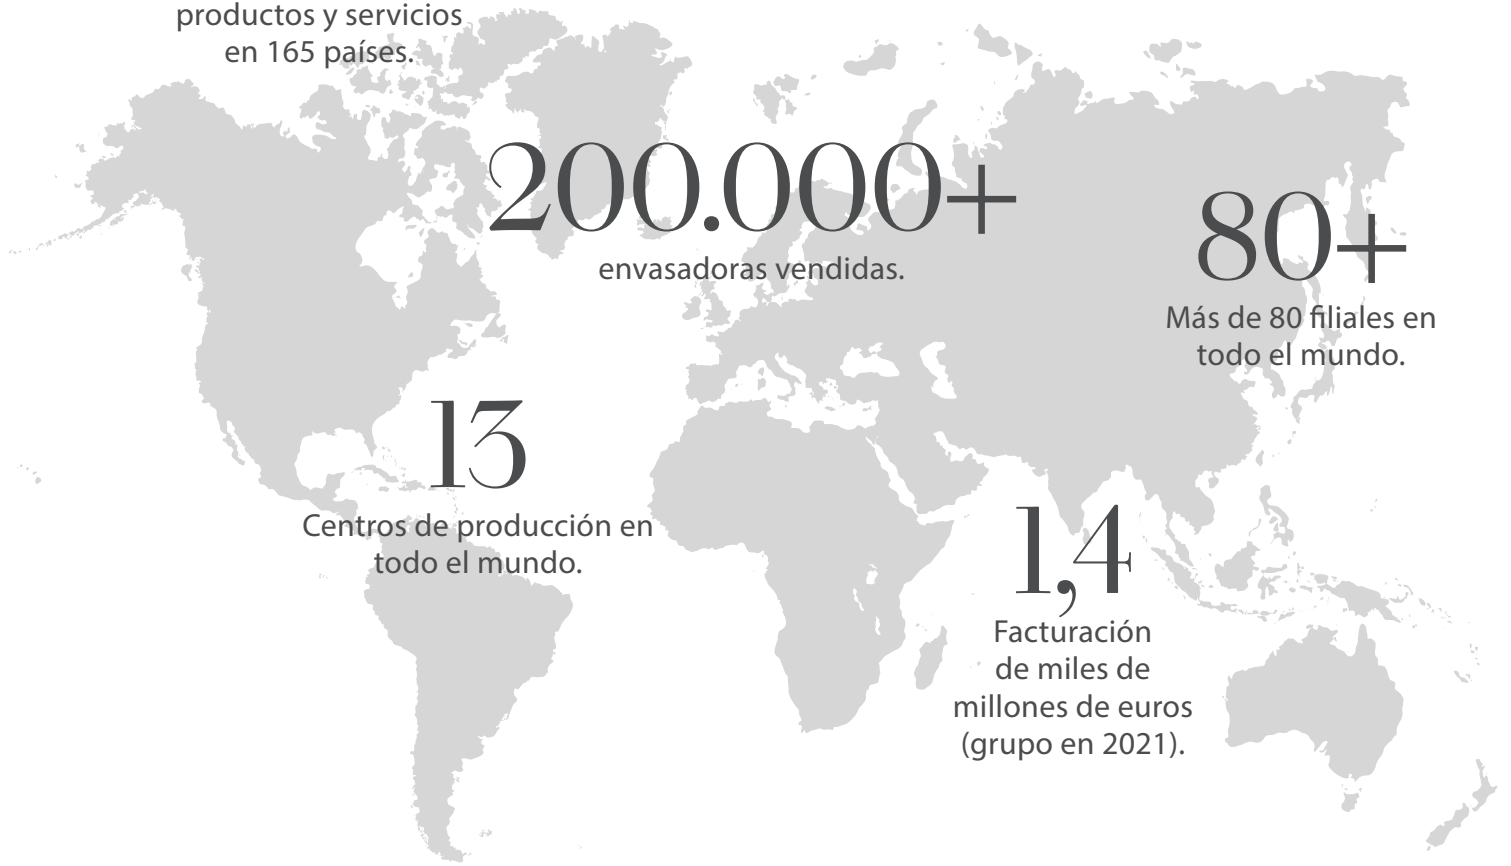 productos y servicios
en 165 países.
200.000+
envasadoras vendidas.
80+
Más de 80 filiales en
todo el mundo.
13
Centros de producción en
todo el mundo.
1,4
Facturación
de miles de
millones de euros
(grupo en 2021).